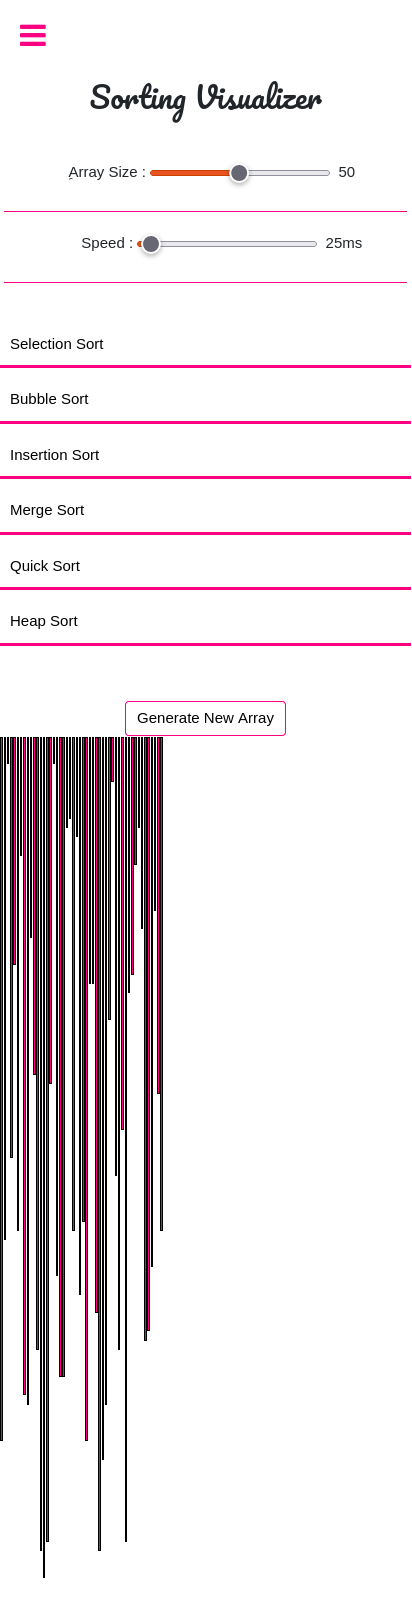 Sorting Visualizer
Array Size : 50
Speed : 25ms
Selection Sort
Bubble Sort
Insertion Sort
Merge Sort
Quick Sort
Heap Sort
Generate New Array